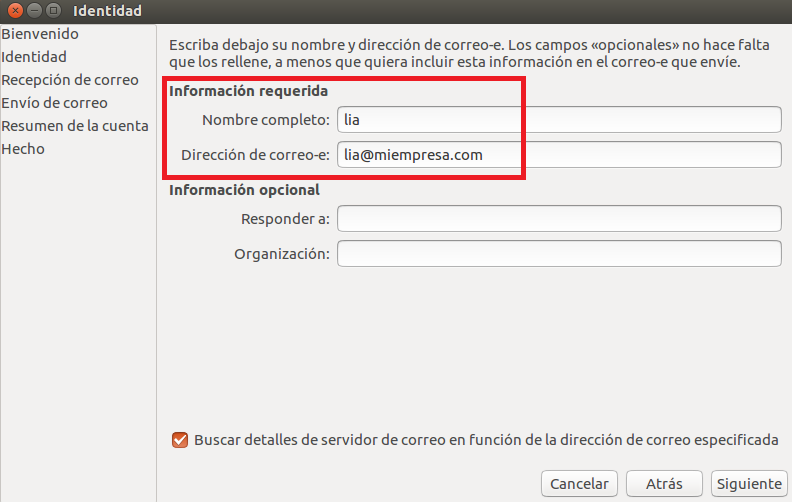 Identidad
Bienvenido
Identidad
Recepción de correo
Envío de correo
Resumen de la cuenta
Hecho
Escriba debajo su nombre y dirección de correo-e. Los campos «opcionales» no hace falta
que los rellene, a menos que quiera incluir esta información en el correo-e que envíe.
Información requerida
Nombre completo: lia
Dirección de correo-e: lia@miempresa.com
Información opcional
Responder a:
Organización:
Buscar detalles de servidor de correo en función de la dirección de correo especificada
Cancelar Atrás Siguiente